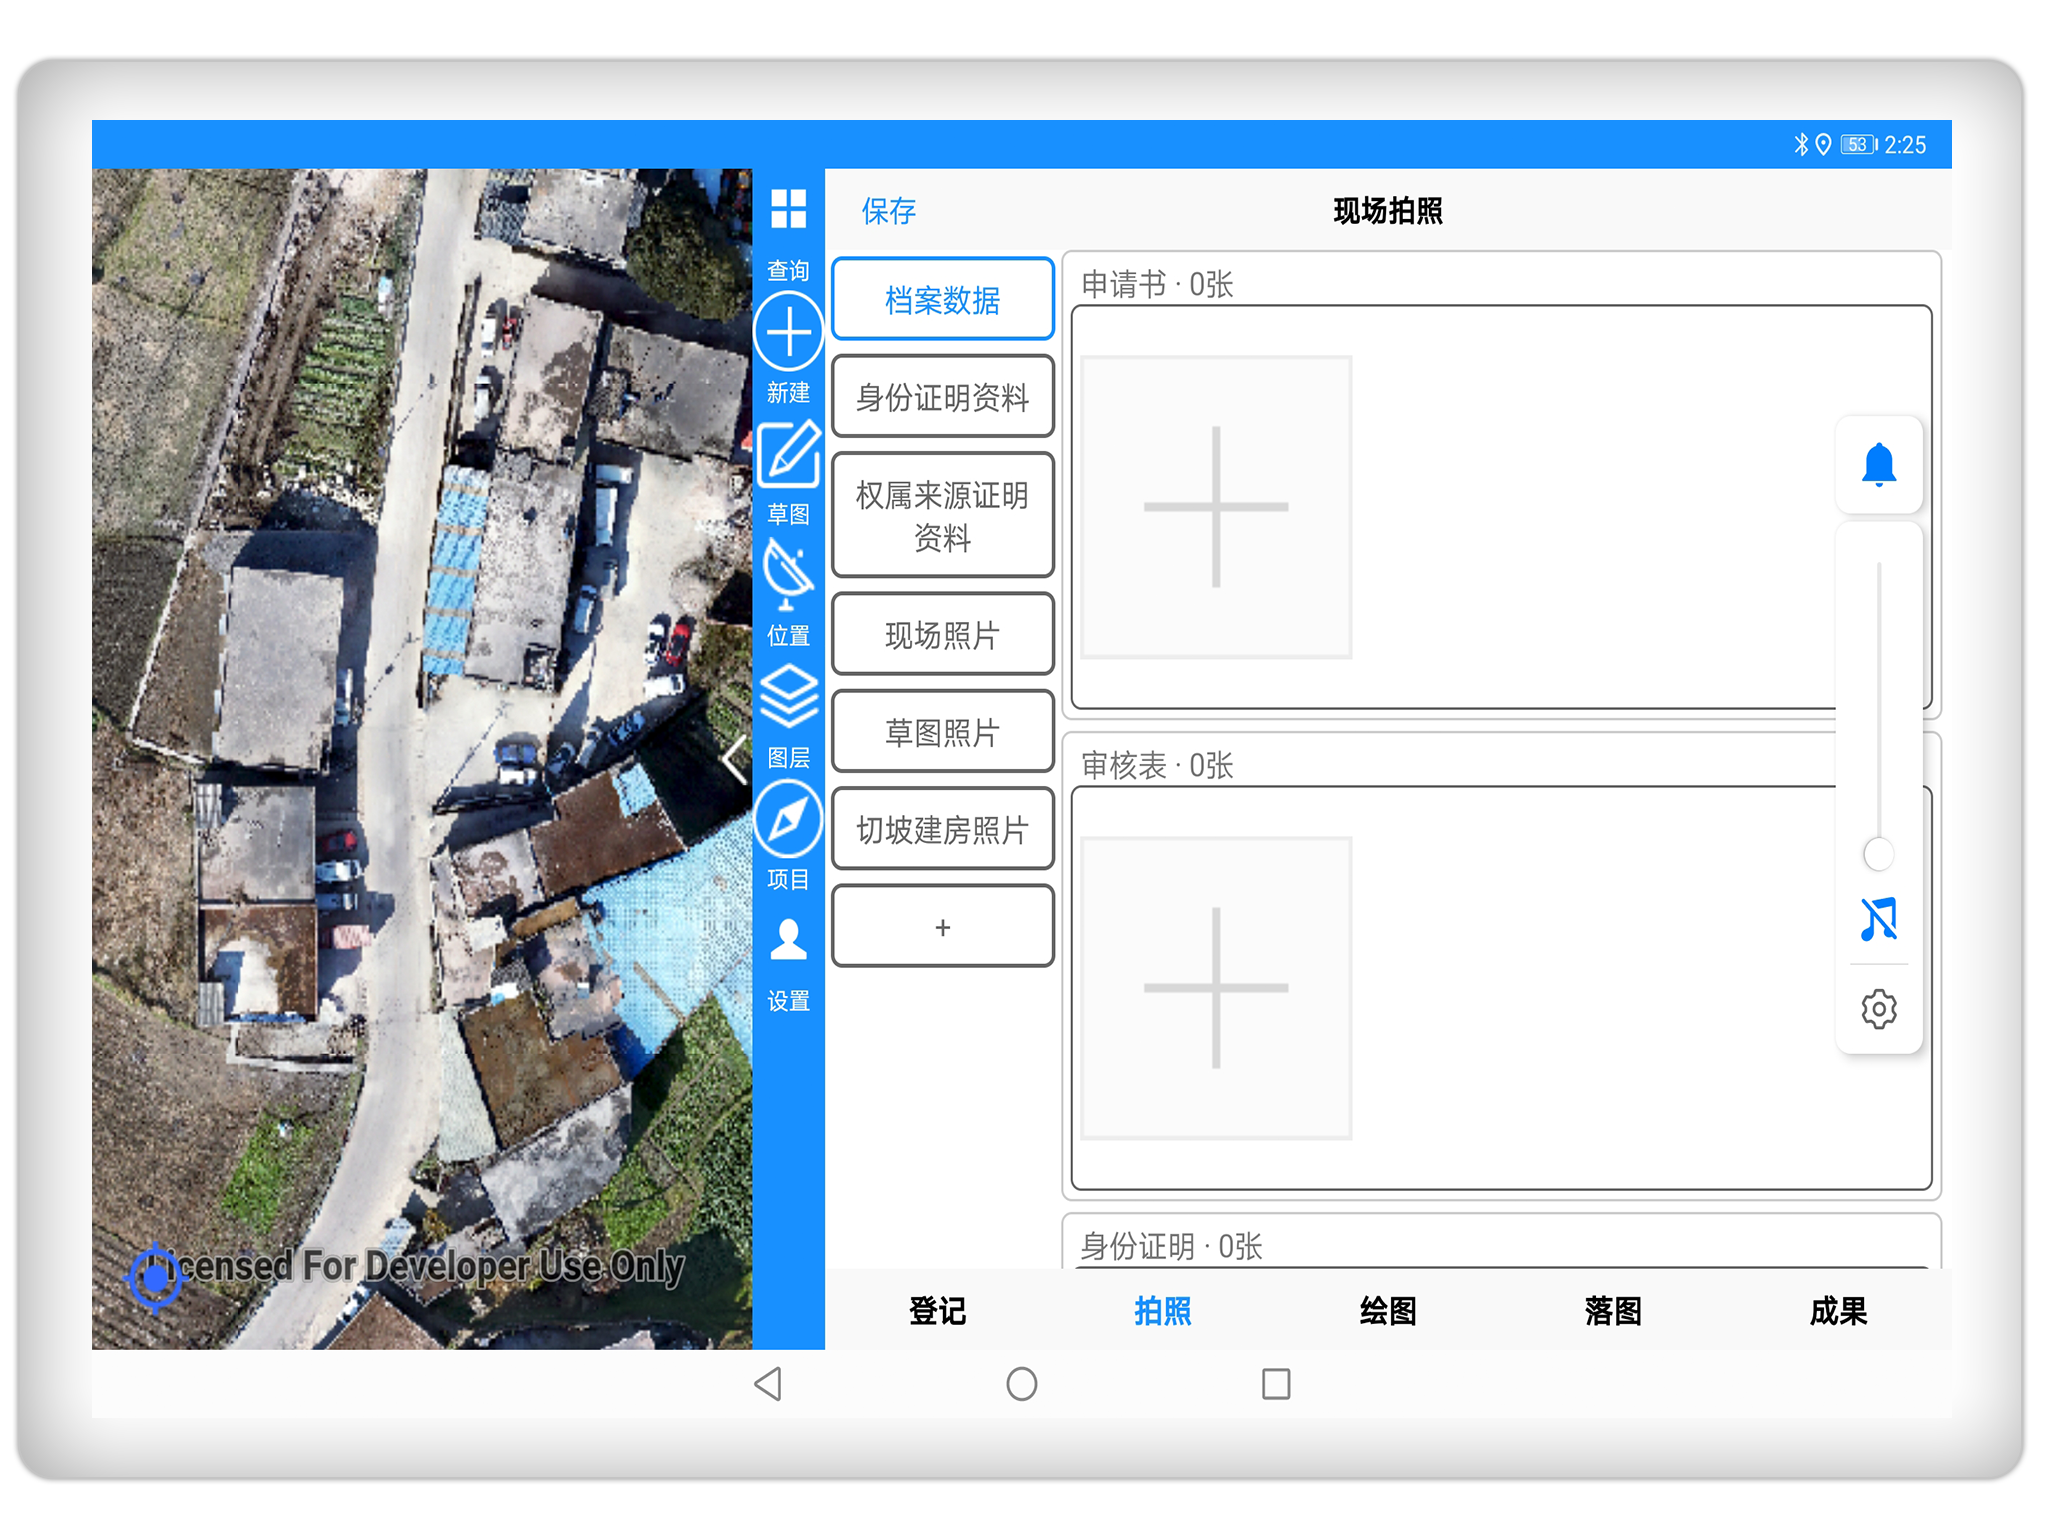 53 2:25
查询
新建
草图
位置
图层
项目
设置
保存
现场拍照
档案数据
身份证明资料
权属来源证明
资料
现场照片
草图照片
切坡建房照片
+
申请书 · 0张
审核表 · 0张
身份证明 · 0张
Licensed For Developer Use Only
登记
拍照
绘图
落图
成果